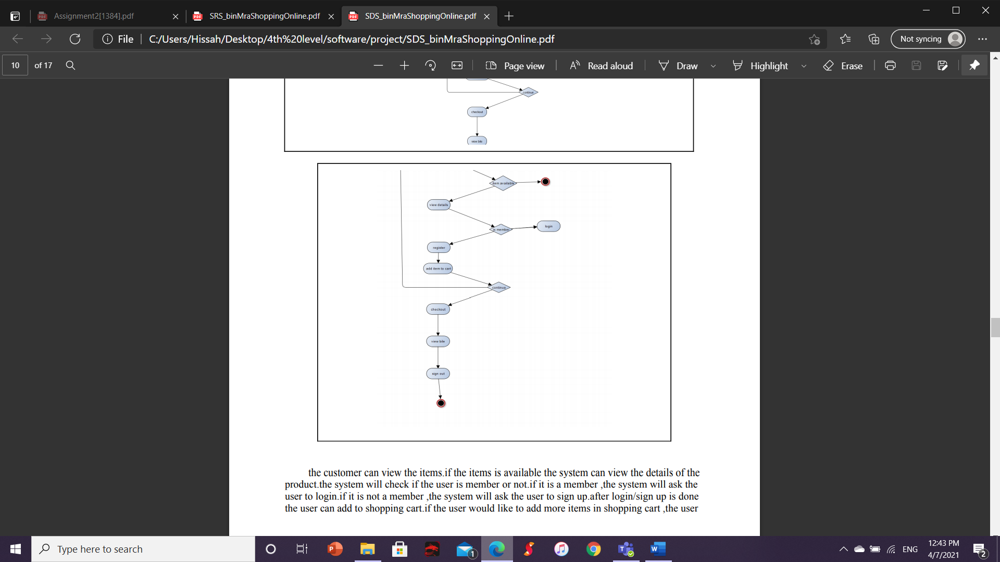 Assignment2[1384].pdf
SRS_binMraShoppingOnline.pdf
SDS_binMraShoppingOnline.pdf
File
C:/Users/Hissah/Desktop/4th%20level/software/project/SDS_binMraShoppingOnline.pdf
Not syncing
10
of 17
Page view
Read aloud
Draw
Highlight
Erase
continue
checkout
view bile
item available
view details
is member
login
register
add item to cart
continue
checkout
view bile
sign out
the customer can view the items.if the items is available the system can view the details of the
product.the system will check if the user is member or not.if it is a member ,the system will ask the
user to login.if it is not a member ,the system will ask the user to sign up.after login/sign up is done
the user can add to shopping cart.if the user would like to add more items in shopping cart ,the user
Type here to search
1
ENG
12:43 PM
4/7/2021
2